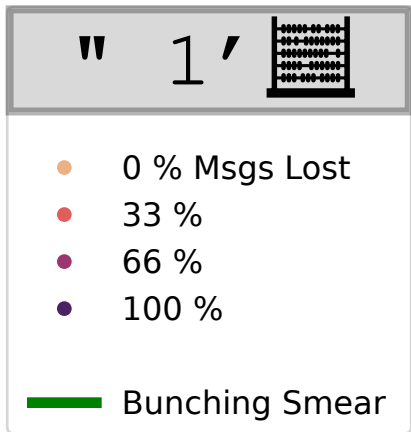 " 1′🧮
0 % Msgs Lost
33 %
66 %
100 %
Bunching Smear